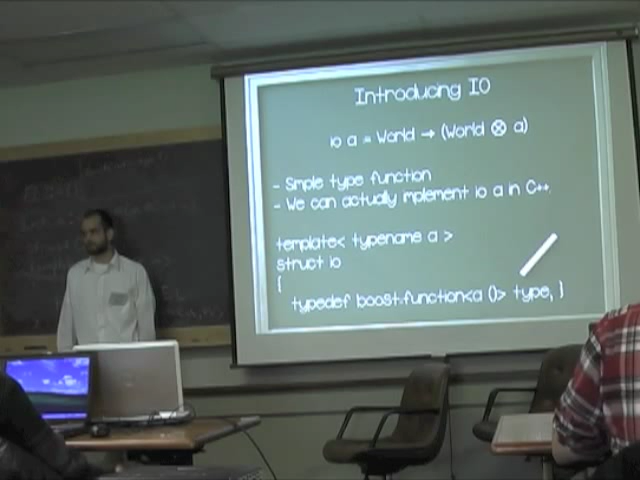 Introducing IO
io a = World → (World ⊗ a)
- Simple type function
- We can actually implement io a in C++.
template< typename a >
struct io
{
typedef boost::function<a ()> type; }